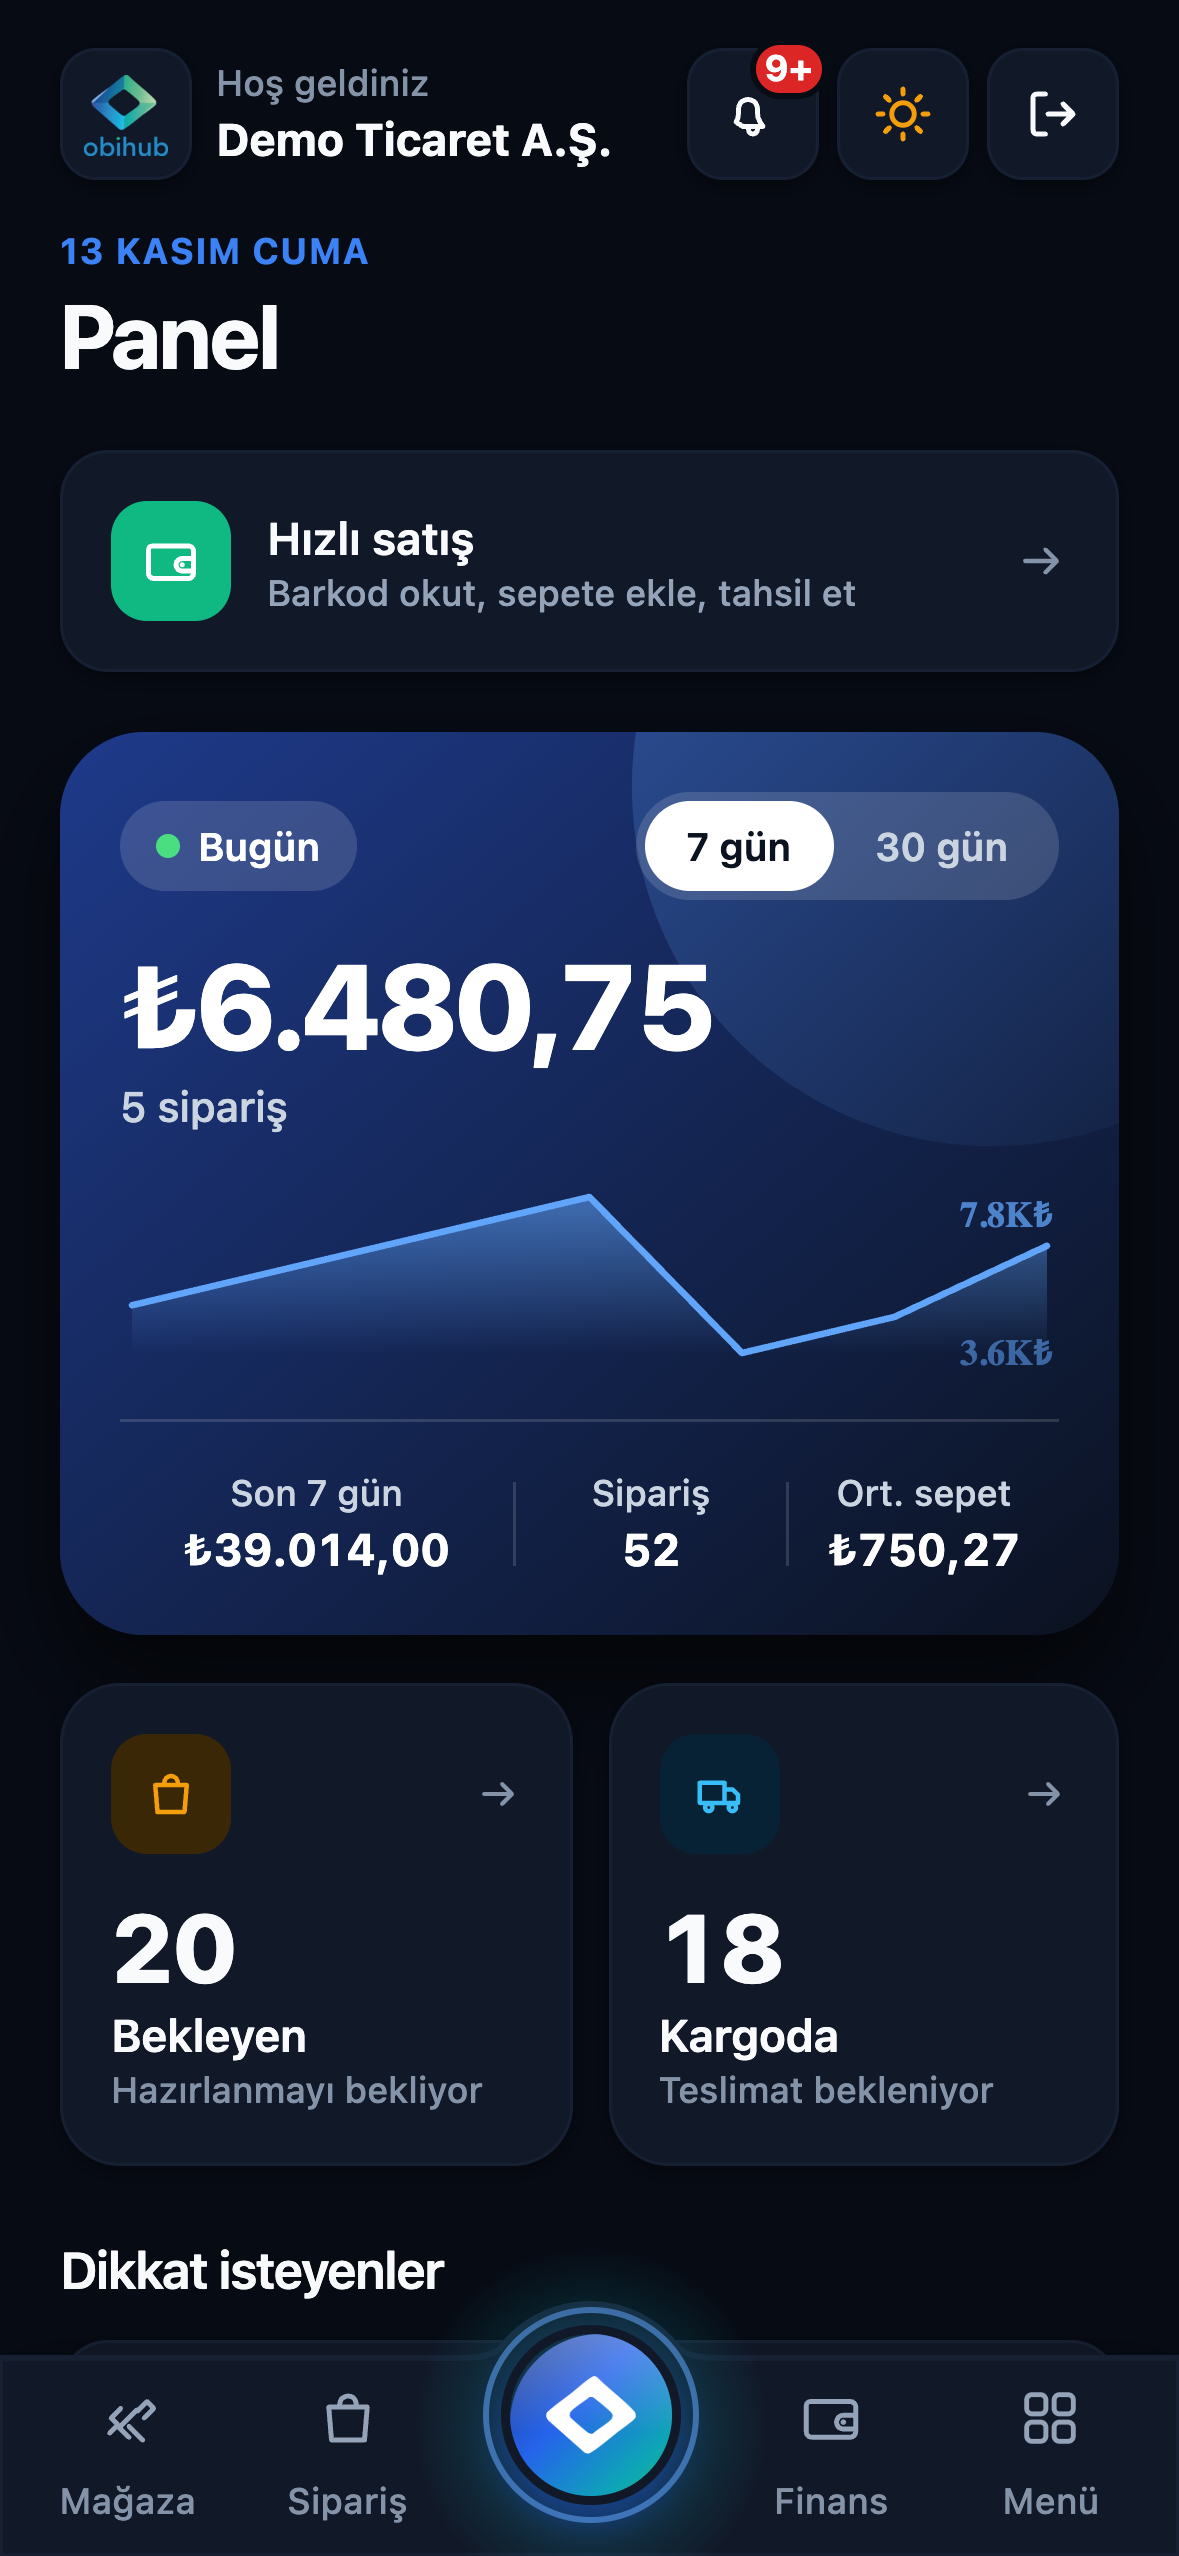 obihub
Hoş geldiniz
Demo Ticaret A.Ş.
9+
13 KASIM CUMA
Panel
Hızlı satış
Barkod okut, sepete ekle, tahsil et
Bugün
7 gün
30 gün
₺6.480,75
5 sipariş
7.8K₺
3.6K₺
Son 7 gün
₺39.014,00
Sipariş
52
Ort. sepet
₺750,27
20
Bekleyen
Hazırlanmayı bekliyor
18
Kargoda
Teslimat bekleniyor
Dikkat isteyenler
Mağaza
Sipariş
Finans
Menü